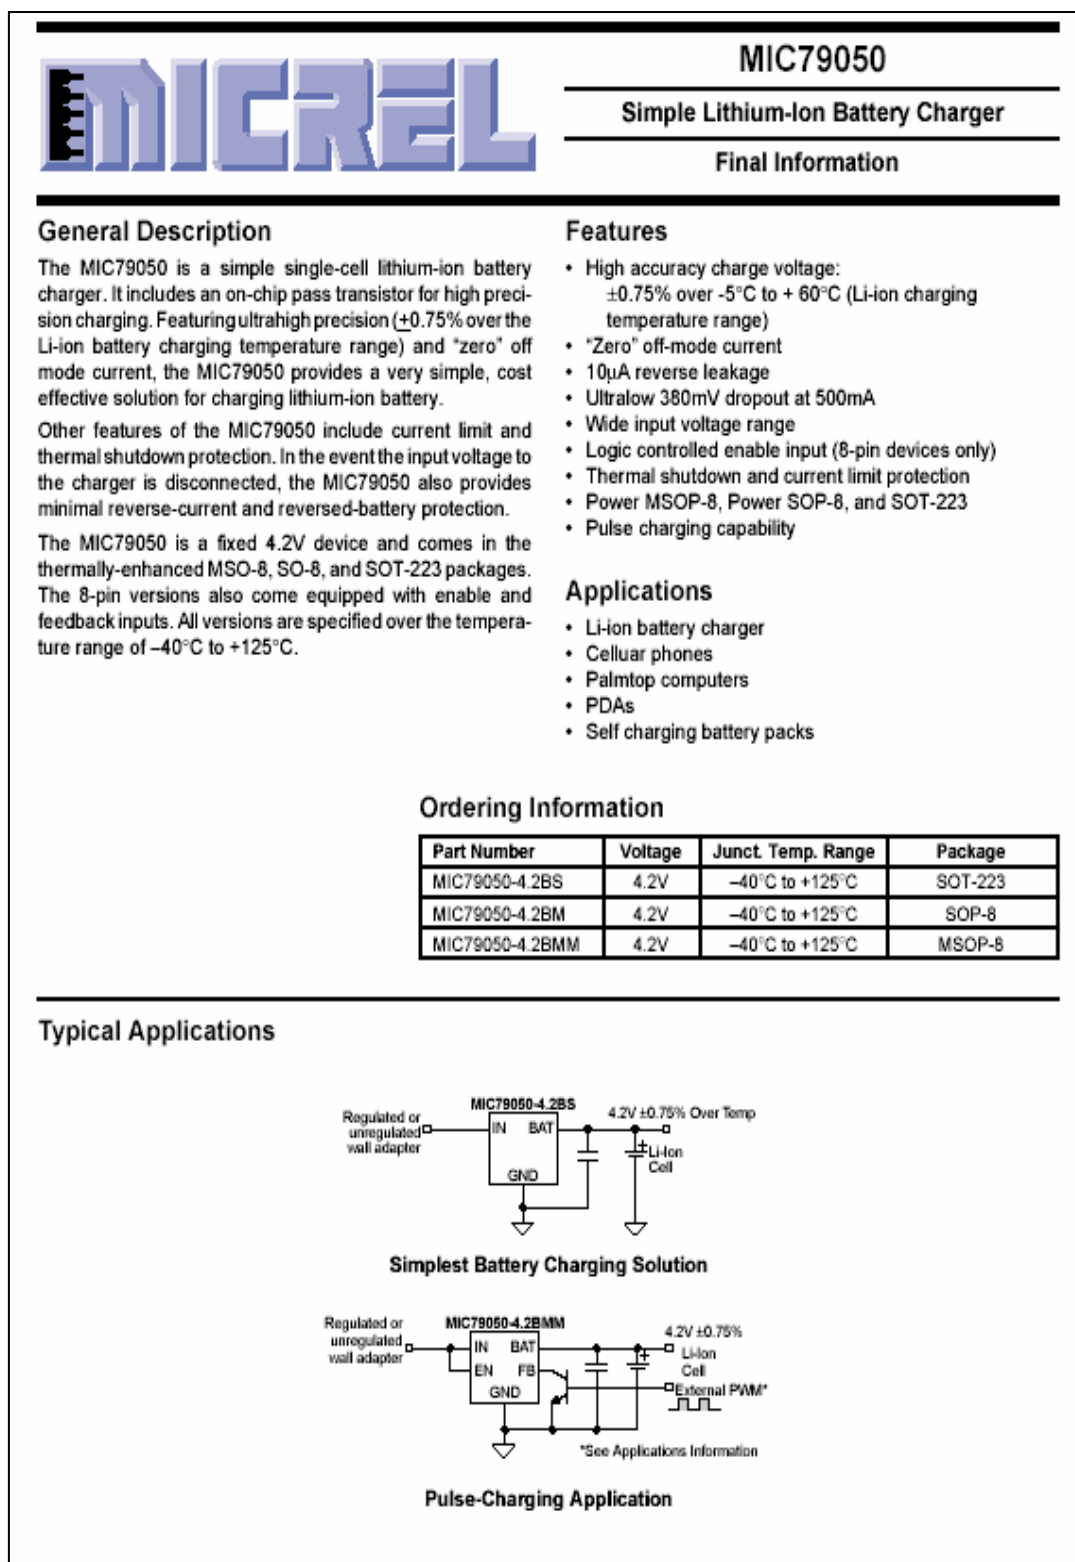 MICREL
MIC79050
Simple Lithium-Ion Battery Charger
Final Information
General Description
The MIC79050 is a simple single-cell lithium-ion battery
charger. It includes an on-chip pass transistor for high preci-
sion charging. Featuring ultrahigh precision (±0.75% over the
Li-ion battery charging temperature range) and “zero” off
mode current, the MIC79050 provides a very simple, cost
effective solution for charging lithium-ion battery.
Other features of the MIC79050 include current limit and
thermal shutdown protection. In the event the input voltage to
the charger is disconnected, the MIC79050 also provides
minimal reverse-current and reversed-battery protection.
The MIC79050 is a fixed 4.2V device and comes in the
thermally-enhanced MSO-8, SO-8, and SOT-223 packages.
The 8-pin versions also come equipped with enable and
feedback inputs. All versions are specified over the tempera-
ture range of –40°C to +125°C.
Features
• High accuracy charge voltage:
±0.75% over -5°C to + 60°C (Li-ion charging
temperature range)
• “Zero” off-mode current
• 10µA reverse leakage
• Ultralow 380mV dropout at 500mA
• Wide input voltage range
• Logic controlled enable input (8-pin devices only)
• Thermal shutdown and current limit protection
• Power MSOP-8, Power SOP-8, and SOT-223
• Pulse charging capability
Applications
• Li-ion battery charger
• Celluar phones
• Palmtop computers
• PDAs
• Self charging battery packs
Ordering Information
Part Number Voltage Junct. Temp. Range Package
MIC79050-4.2BS 4.2V –40°C to +125°C SOT-223
MIC79050-4.2BM 4.2V –40°C to +125°C SOP-8
MIC79050-4.2BMM 4.2V –40°C to +125°C MSOP-8
Typical Applications
MIC79050-4.2BS
Regulated or
unregulated
wall adapter
IN BAT
GND
4.2V ±0.75% Over Temp
+
Li-Ion
Cell
Simplest Battery Charging Solution
MIC79050-4.2BMM
Regulated or
unregulated
wall adapter
IN BAT
EN FB
GND
4.2V ±0.75%
+
Li-Ion
Cell
External PWM*
*See Applications Information
Pulse-Charging Application